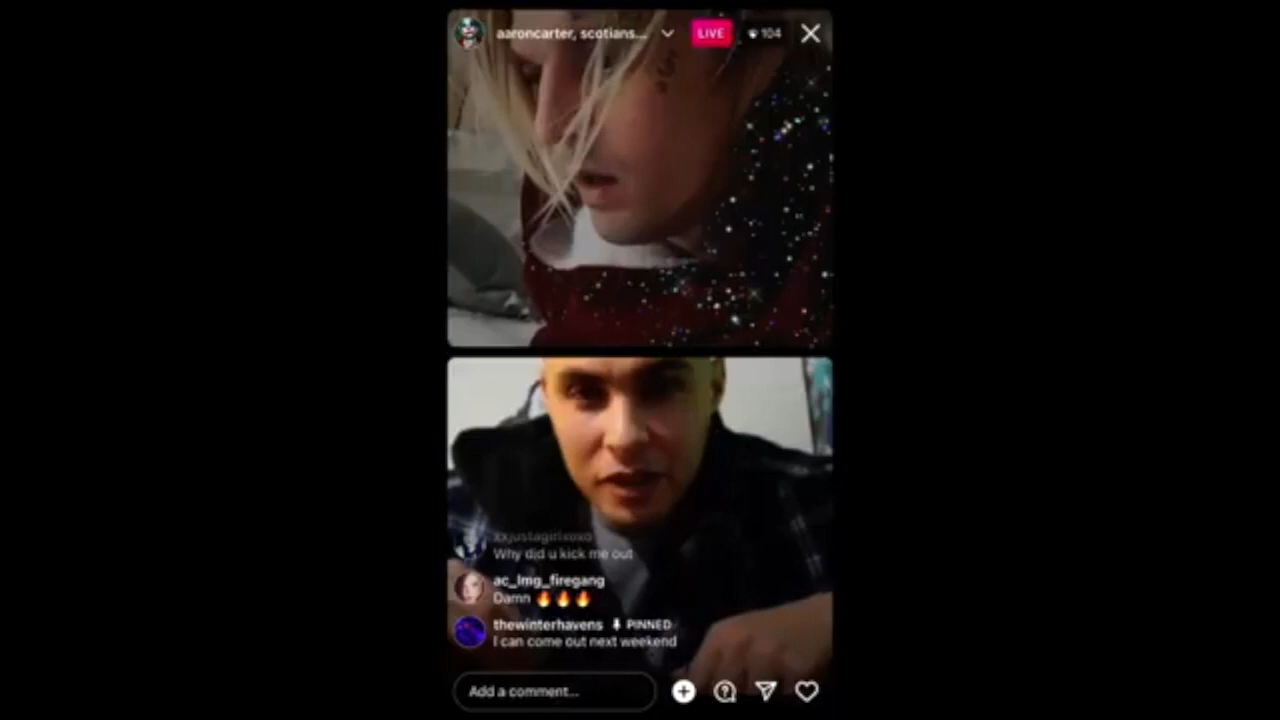 aaroncarter, scotians...
LIVE
104
xxjustagirlxoxo
Why did u kick me out
ac_lmg_firegang
Damn 🔥🔥🔥
thewinterhavens PINNED
I can come out next weekend
Add a comment...